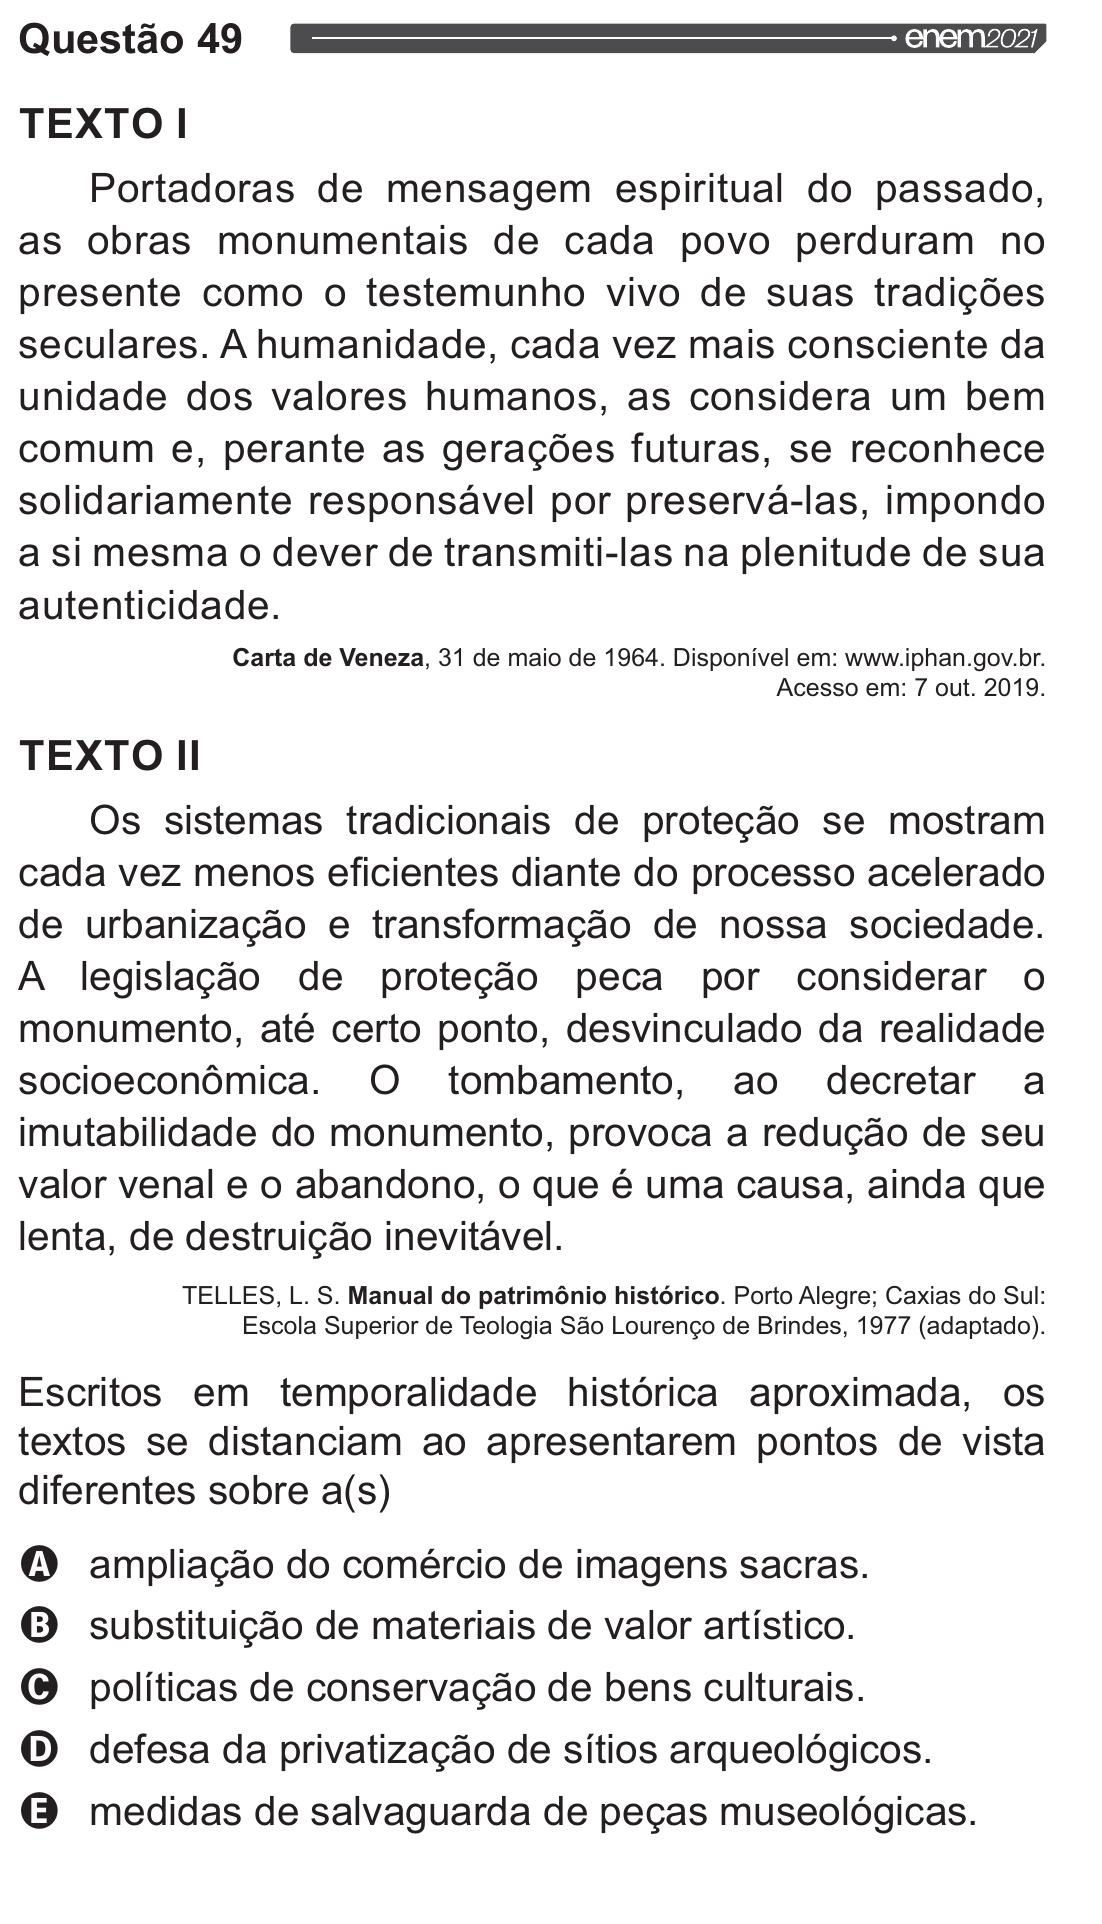 Questão 49
enem2021
TEXTO I
Portadoras de mensagem espiritual do passado,
as obras monumentais de cada povo perduram no
presente como o testemunho vivo de suas tradições
seculares. A humanidade, cada vez mais consciente da
unidade dos valores humanos, as considera um bem
comum e, perante as gerações futuras, se reconhece
solidariamente responsável por preservá-las, impondo
a si mesma o dever de transmiti-las na plenitude de sua
autenticidade.
Carta de Veneza, 31 de maio de 1964. Disponível em: www.iphan.gov.br.
Acesso em: 7 out. 2019.
TEXTO II
Os sistemas tradicionais de proteção se mostram
cada vez menos eficientes diante do processo acelerado
de urbanização e transformação de nossa sociedade.
A legislação de proteção peca por considerar o
monumento, até certo ponto, desvinculado da realidade
socioeconômica. O tombamento, ao decretar a
imutabilidade do monumento, provoca a redução de seu
valor venal e o abandono, o que é uma causa, ainda que
lenta, de destruição inevitável.
TELLES, L. S. Manual do patrimônio histórico. Porto Alegre; Caxias do Sul:
Escola Superior de Teologia São Lourenço de Brindes, 1977 (adaptado).
Escritos em temporalidade histórica aproximada, os
textos se distanciam ao apresentarem pontos de vista
diferentes sobre a(s)
A ampliação do comércio de imagens sacras.
B substituição de materiais de valor artístico.
C políticas de conservação de bens culturais.
D defesa da privatização de sítios arqueológicos.
E medidas de salvaguarda de peças museológicas.